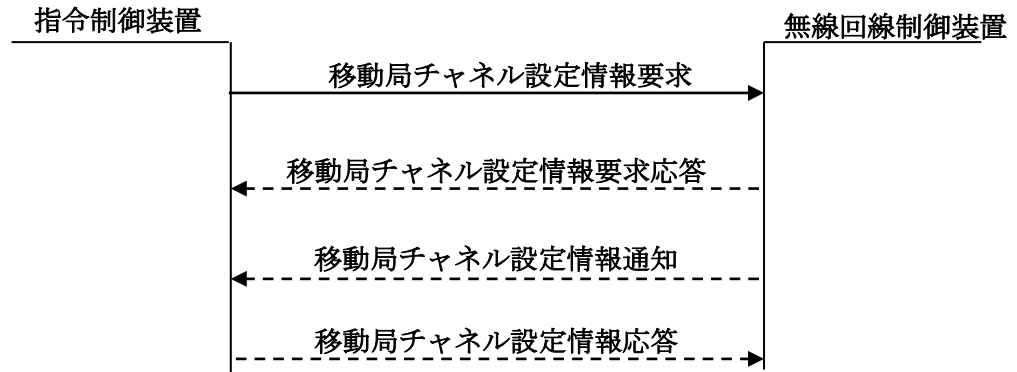 指令制御装置
無線回線制御装置
移動局チャネル設定情報要求
移動局チャネル設定情報要求応答
移動局チャネル設定情報通知
移動局チャネル設定情報応答